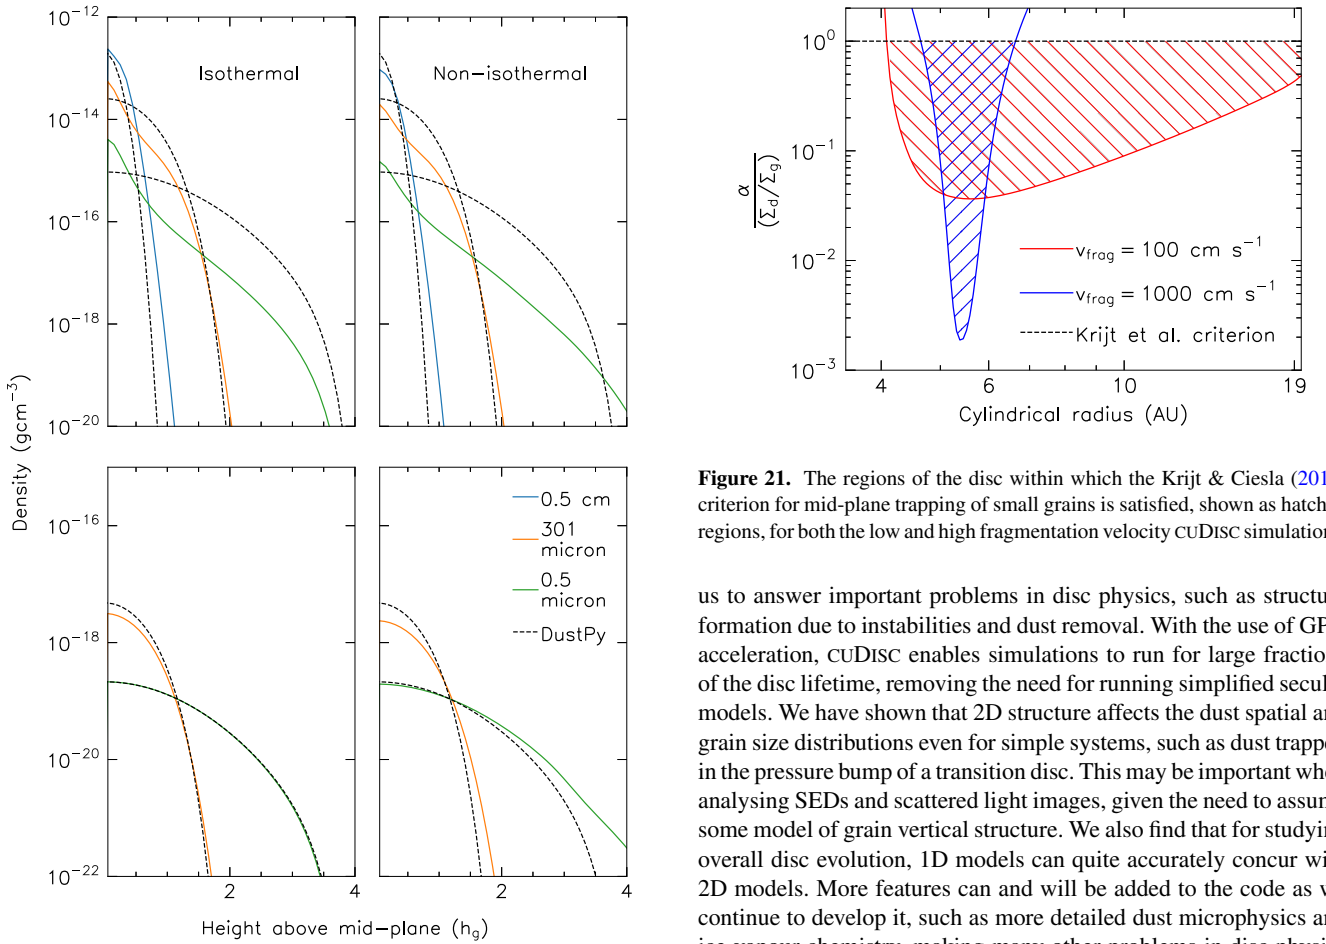 10⁻¹²
10⁻¹⁴
10⁻¹⁶
10⁻¹⁸
10⁻²⁰
Isothermal
Non−isothermal
10⁻¹⁶
10⁻¹⁸
10⁻²⁰
10⁻²²
0.5 cm
301
micron
0.5
micron
DustPy
2
4
2
4
Density (gcm⁻³)
Height above mid−plane (h_g)
10⁰
10⁻¹
10⁻²
10⁻³
α
(Σ_d/Σ_g)
v_frag = 100 cm s⁻¹
v_frag = 1000 cm s⁻¹
Krijt et al. criterion
4
6
10
19
Cylindrical radius (AU)
Figure 21. The regions of the disc within which the Krijt & Ciesla (201
criterion for mid-plane trapping of small grains is satisfied, shown as hatch
regions, for both the low and high fragmentation velocity CUDISC simulation
us to answer important problems in disc physics, such as structu
formation due to instabilities and dust removal. With the use of GP
acceleration, CUDISC enables simulations to run for large fraction
of the disc lifetime, removing the need for running simplified secul
models. We have shown that 2D structure affects the dust spatial an
grain size distributions even for simple systems, such as dust trappe
in the pressure bump of a transition disc. This may be important whe
analysing SEDs and scattered light images, given the need to assum
some model of grain vertical structure. We also find that for studyin
overall disc evolution, 1D models can quite accurately concur wi
2D models. More features can and will be added to the code as w
continue to develop it, such as more detailed dust microphysics an